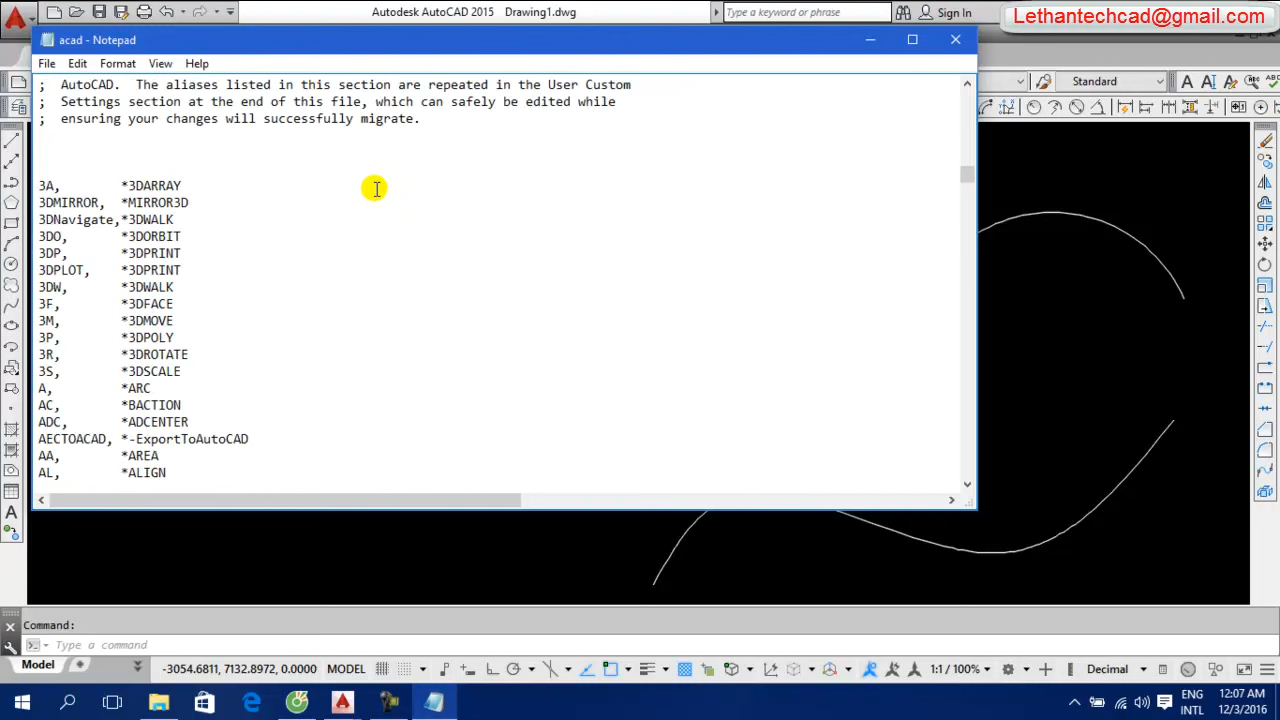 Autodesk AutoCAD 2015 Drawing1.dwg
Type a keyword or phrase
Sign In
Lethantechcad@gmail.com
acad - Notepad
File Edit Format View Help
Standard
; AutoCAD. The aliases listed in this section are repeated in the User Custom
; Settings section at the end of this file, which can safely be edited while
; ensuring your changes will successfully migrate.
3A, *3DARRAY
3DMIRROR, *MIRROR3D
3DNavigate,*3DWALK
3DO, *3DORBIT
3DP, *3DPRINT
3DPLOT, *3DPRINT
3DW, *3DWALK
3F, *3DFACE
3M, *3DMOVE
3P, *3DPOLY
3R, *3DROTATE
3S, *3DSCALE
A, *ARC
AC, *BACTION
ADC, *ADCENTER
AECTOACAD, *-ExportToAutoCAD
AA, *AREA
AL, *ALIGN
Command:
Type a command
Model
-3054.6811, 7132.8972, 0.0000 MODEL
1:1 / 100%
Decimal
ENG
INTL
12:07 AM
12/3/2016